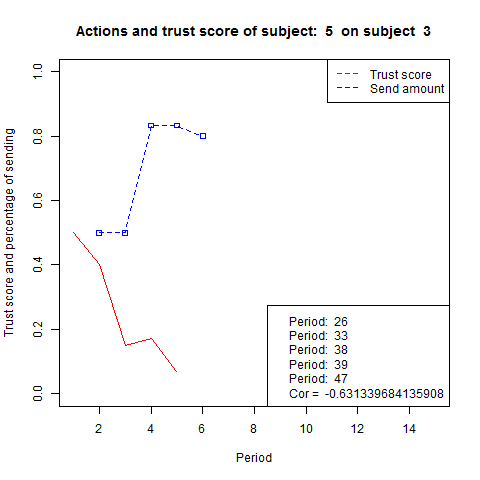 Actions and trust score of subject: 5 on subject 3
Trust score
Send amount
Trust score and percentage of sending
1.0
0.8
0.6
0.4
0.2
0.0
Period: 26
Period: 33
Period: 38
Period: 39
Period: 47
Cor = -0.631339684135908
2 4 6 8 10 12 14
Period